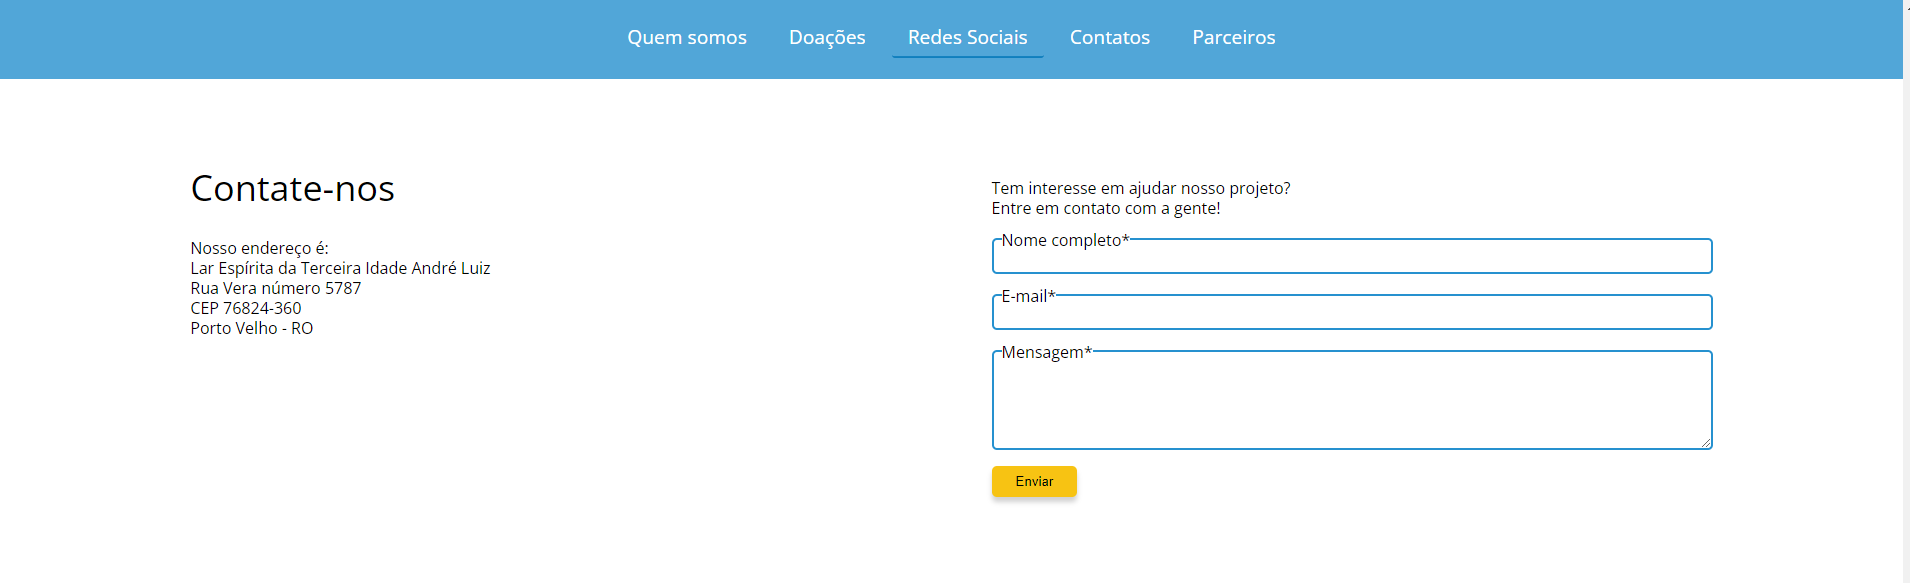 Quem somos Doações Redes Sociais Contatos Parceiros
Contate-nos
Nosso endereço é:
Lar Espírita da Terceira Idade André Luiz
Rua Vera número 5787
CEP 76824-360
Porto Velho - RO
Tem interesse em ajudar nosso projeto?
Entre em contato com a gente!
Nome completo*
E-mail*
Mensagem*
Enviar